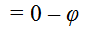 = 0 – φ